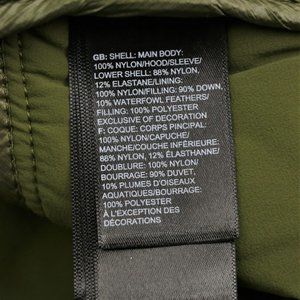 GB: SHELL: MAIN BODY:
100% NYLON/HOOD/SLEEVE/
LOWER SHELL: 88% NYLON,
12% ELASTANE/LINING:
100% NYLON/FILLING: 90% DOWN,
10% WATERFOWL FEATHERS/
FILLING: 100% POLYESTER
EXCLUSIVE OF DECORATION
F: COQUE: CORPS PINCIPAL:
100% NYLON/CAPUCHE/
MANCHE/COUCHE INFÉRIEURE:
88% NYLON, 12% ÉLASTHANNE/
DOUBLURE: 100% NYLON/
BOURRAGE: 90% DUVET,
10% PLUMES D'OISEAUX
AQUATIQUES/BOURRAGE:
100% POLYESTER
À L'EXCEPTION DES
DÉCORATIONS